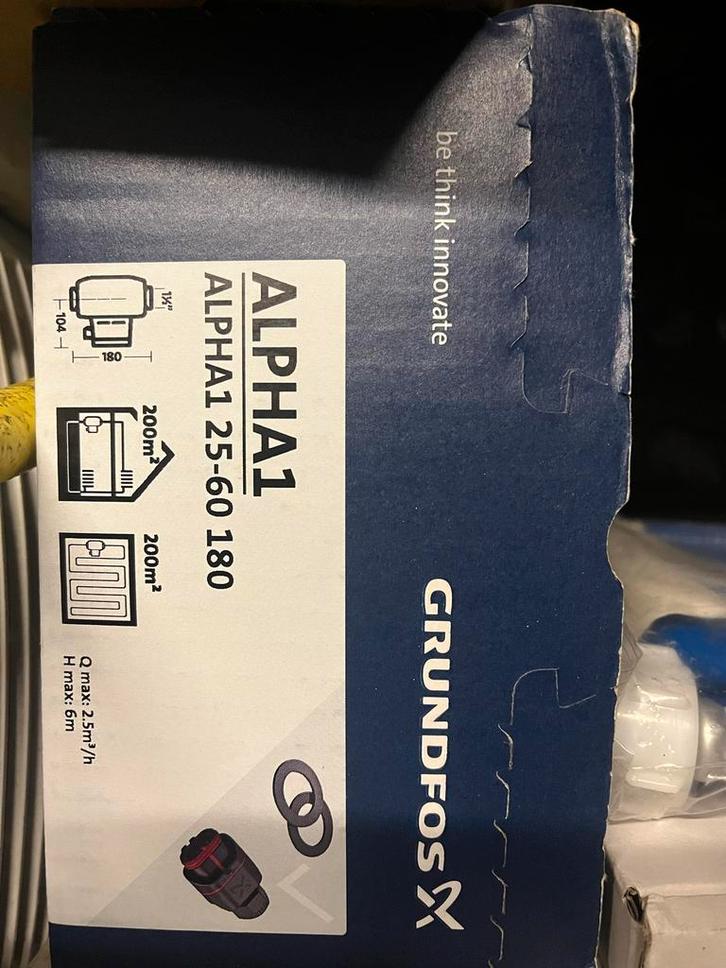 be think innovate
GRUNDFOS
ALPHA1
ALPHA1 25-60 180
1½"
104
180
200m²
200m²
Q max: 2.5m³/h
H max: 6m